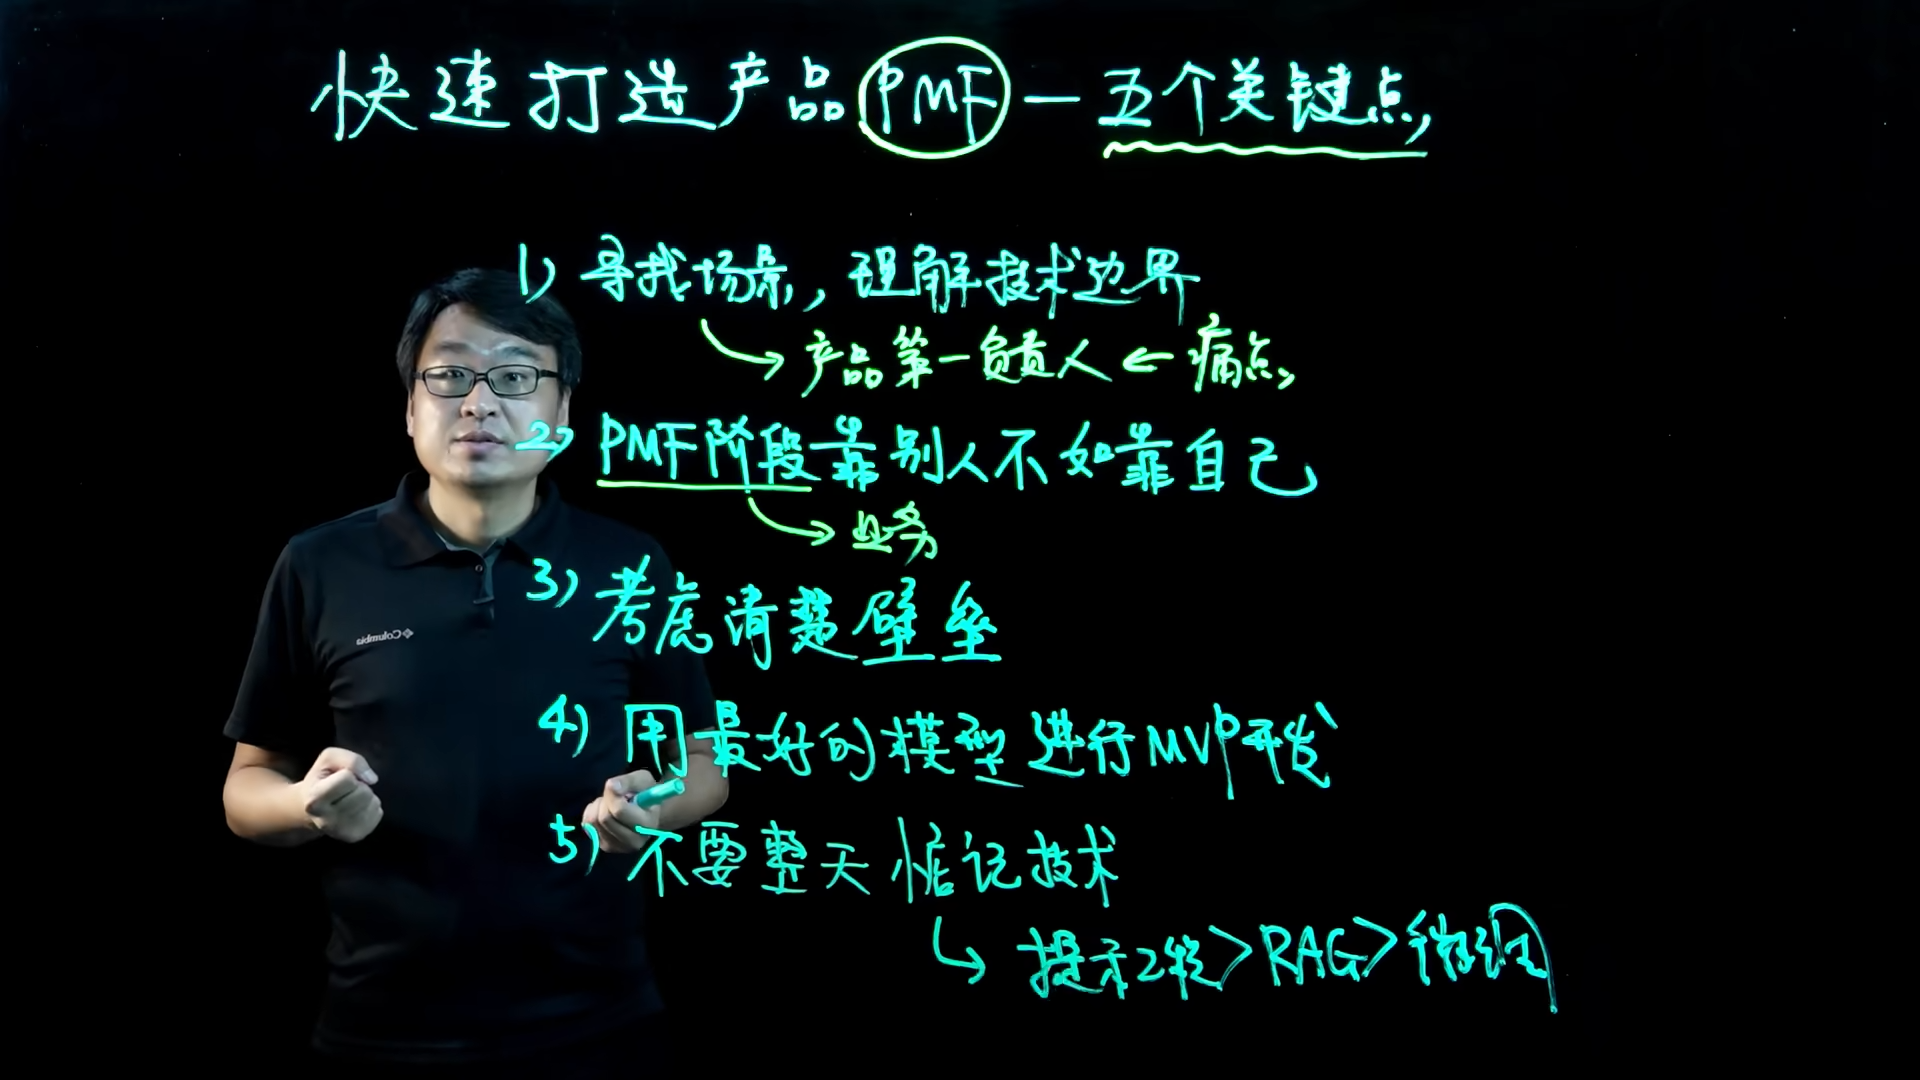 快速打造产品PMF—五个关键点,
1) 寻找场景, 理解技术边界
→ 产品第一负责人 ← 痛点,
2) PMF阶段靠别人不如靠自己
→ 业务
3) 考虑清楚壁垒
4) 用最好的模型进行MVP开发
5) 不要整天惦记技术
↳ 提示工程>RAG>微调
Columbia